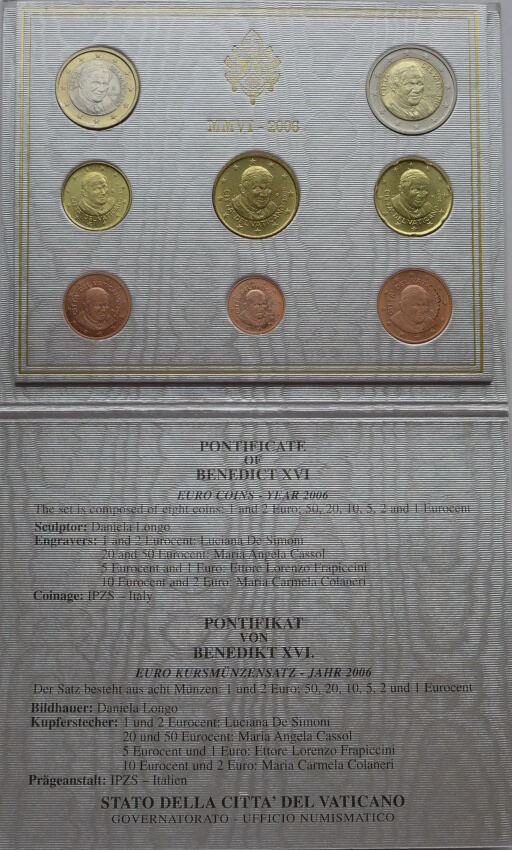 MMVI - 2006
PONTIFICATE
OF
BENEDICT XVI
EURO COINS - YEAR 2006
The set is composed of eight coins: 1 and 2 Euro; 50, 20, 10, 5, 2 and 1 Eurocent
Sculptor: Daniela Longo
Engravers: 1 and 2 Eurocent: Luciana De Simoni
20 and 50 Eurocent: Maria Angela Cassol
5 Eurocent and 1 Euro: Ettore Lorenzo Frapiccini
10 Eurocent and 2 Euro: Maria Carmela Colaneri
Coinage: IPZS – Italy
PONTIFIKAT
VON
BENEDIKT XVI.
EURO KURSMÜNZENSATZ - JAHR 2006
Der Satz besteht aus acht Münzen: 1 und 2 Euro; 50, 20, 10, 5, 2 und 1 Eurocent
Bildhauer: Daniela Longo
Kupferstecher: 1 und 2 Eurocent: Luciana De Simoni
20 und 50 Eurocent: Maria Angela Cassol
5 Eurocent und 1 Euro: Ettore Lorenzo Frapiccini
10 Eurocent und 2 Euro: Maria Carmela Colaneri
Prägeanstalt: IPZS – Italien
STATO DELLA CITTA' DEL VATICANO
GOVERNATORATO - UFFICIO NUMISMATICO